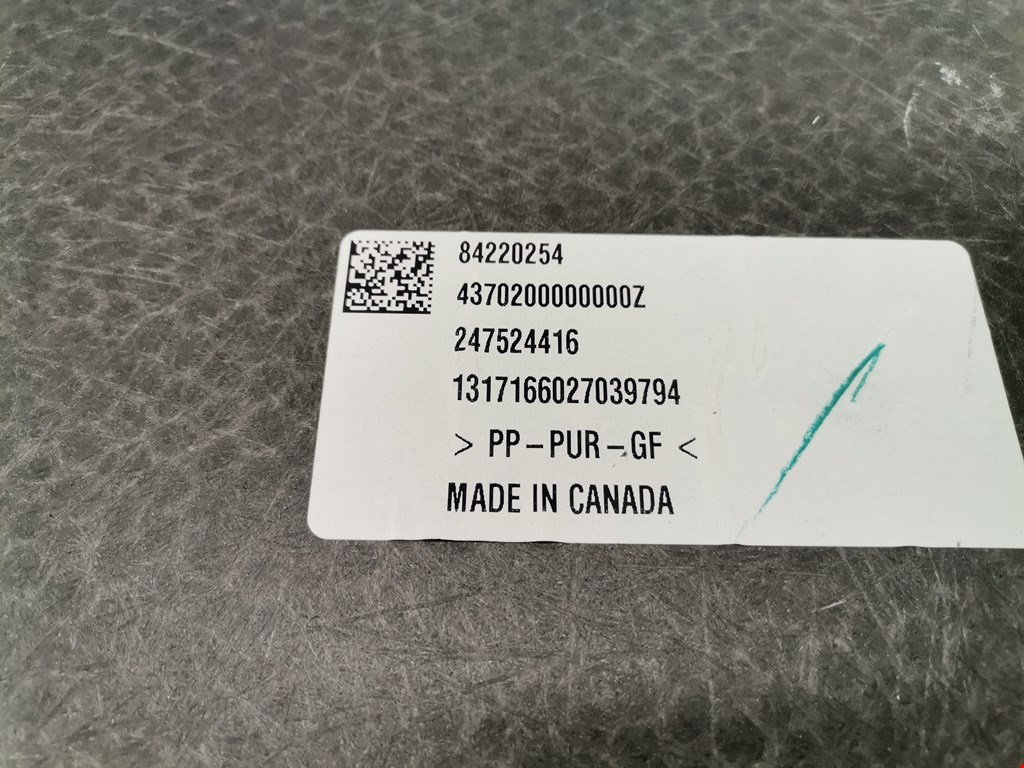 84220254
4370200000000Z
247524416
1317166027039794
> PP-PUR-GF <
MADE IN CANADA